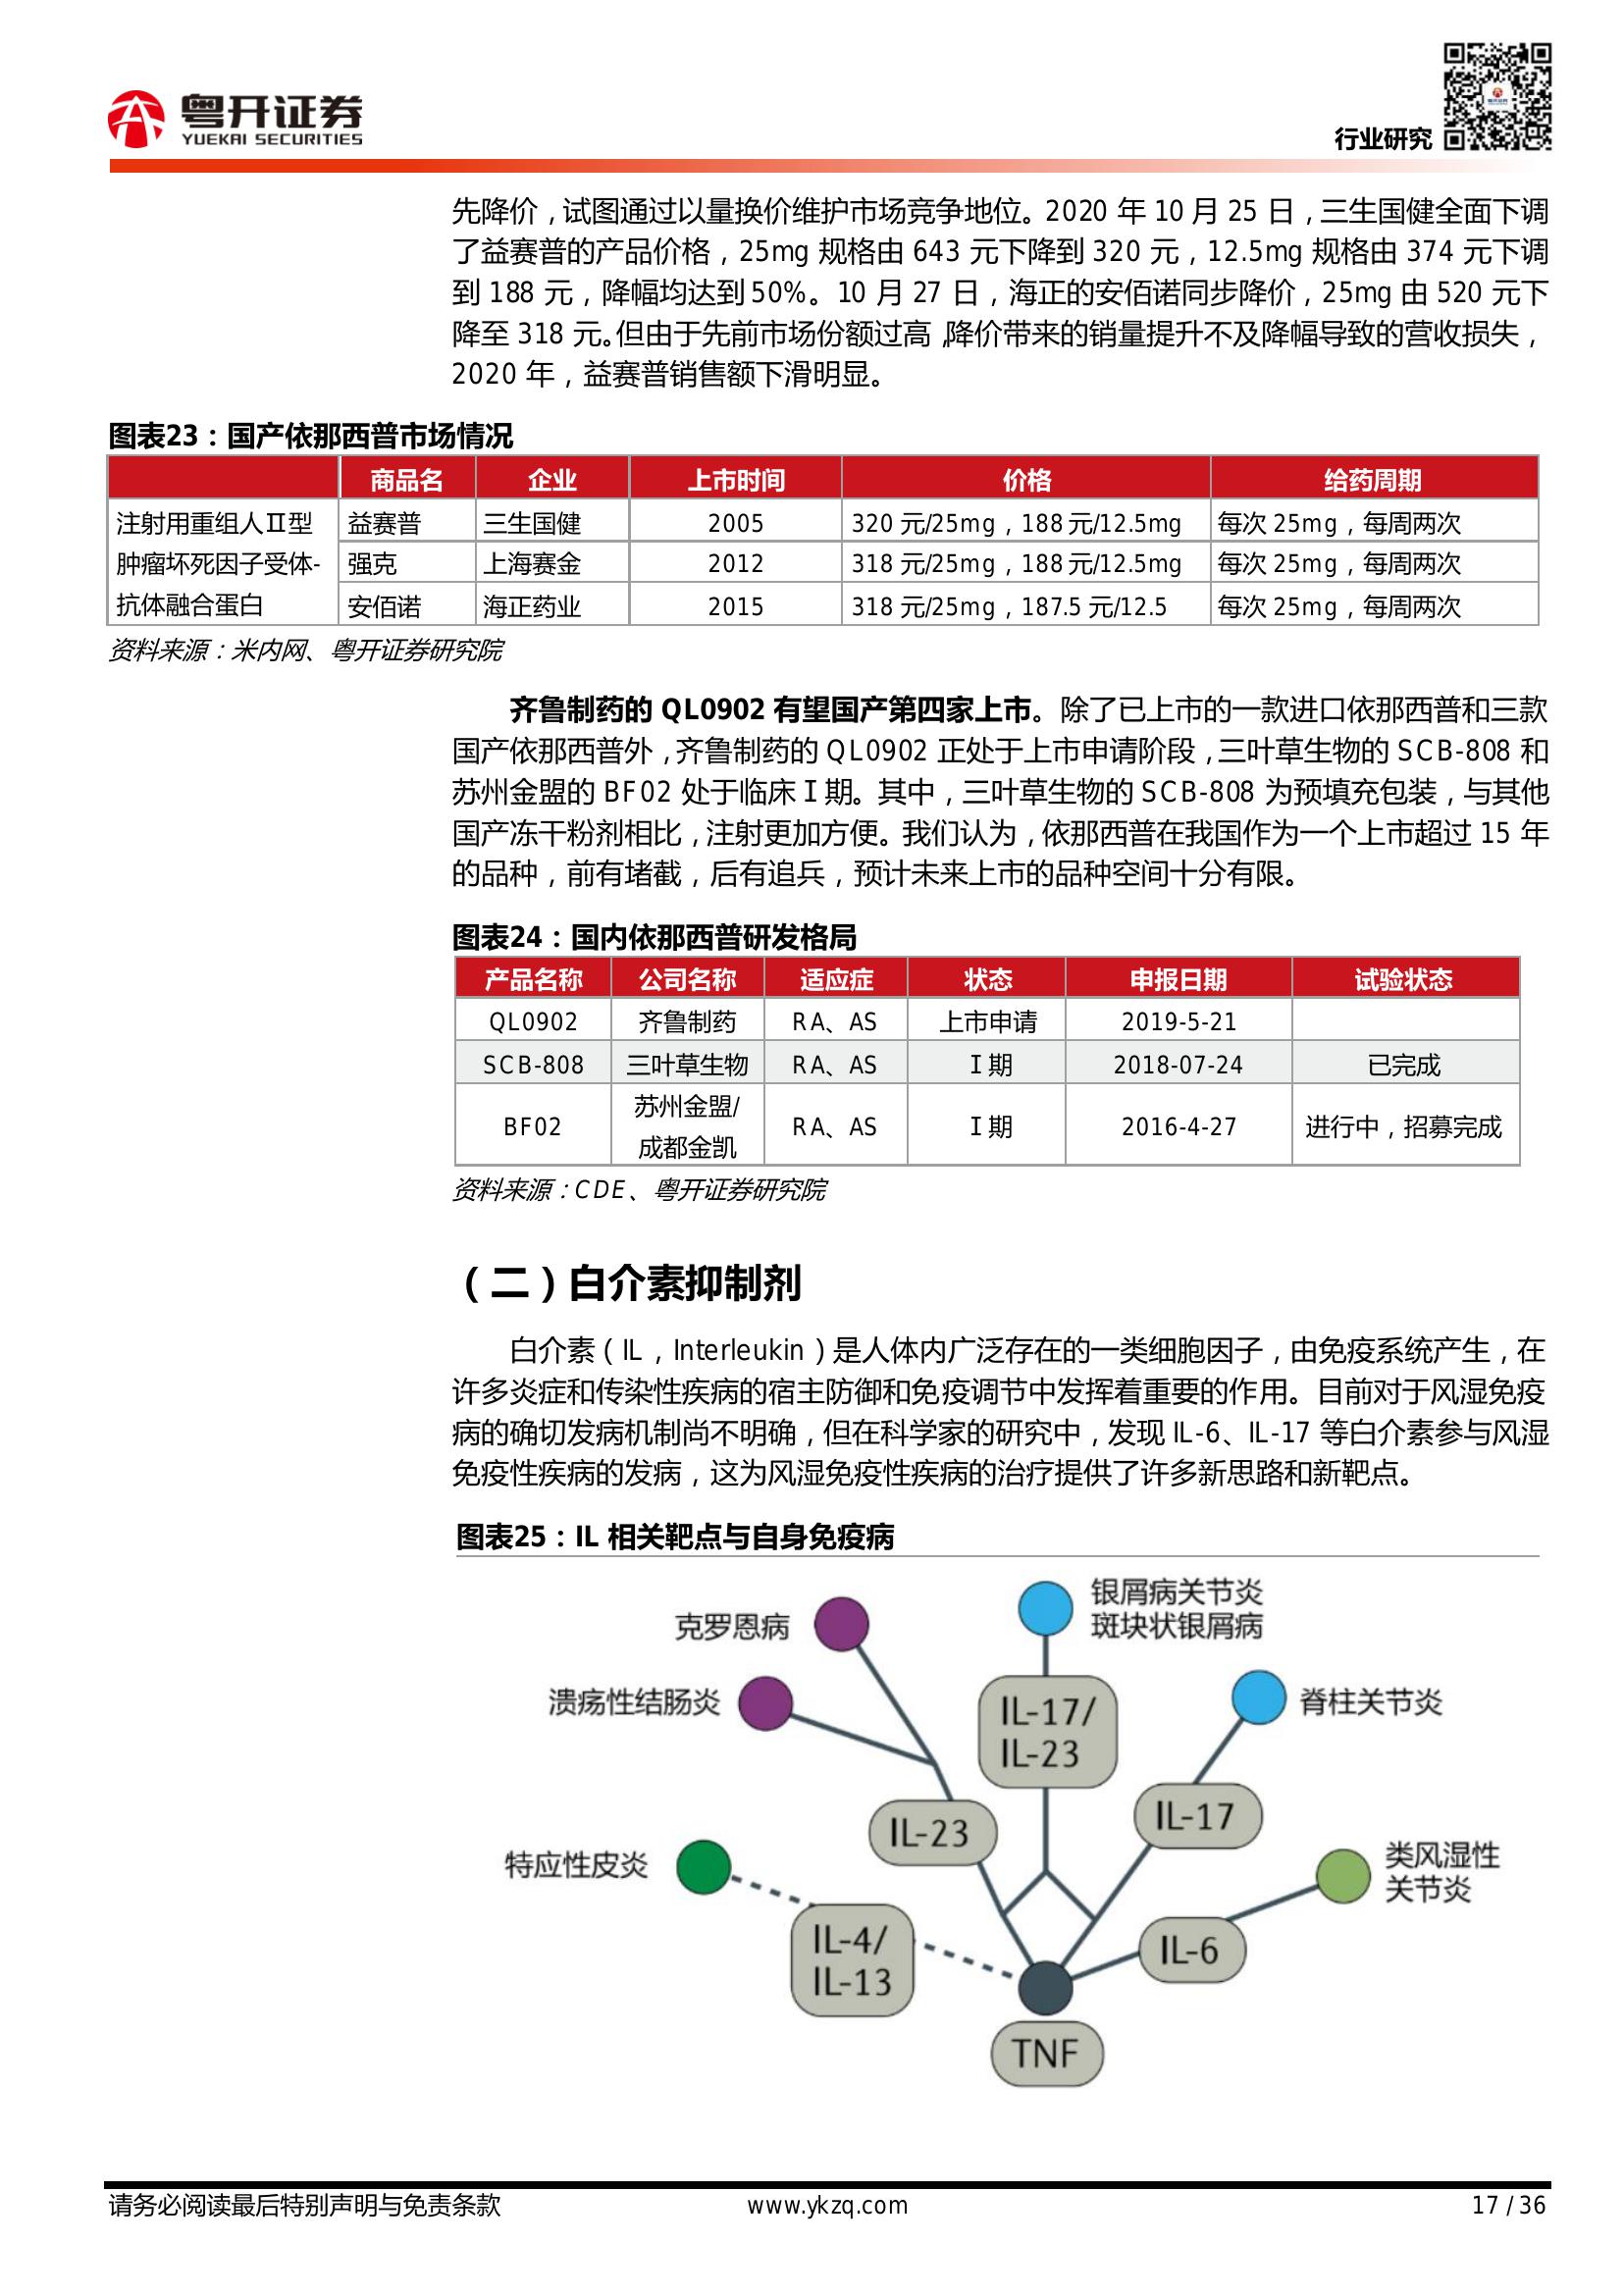 粤开证券
YUEKAI SECURITIES
行业研究
先降价，试图通过以量换价维护市场竞争地位。2020 年 10 月 25 日，三生国健全面下调
了益赛普的产品价格，25mg 规格由 643 元下降到 320 元，12.5mg 规格由 374 元下调
到 188 元，降幅均达到 50%。10 月 27 日，海正的安佰诺同步降价，25mg 由 520 元下
降至 318 元。但由于先前市场份额过高，降价带来的销量提升不及降幅导致的营收损失，
2020 年，益赛普销售额下滑明显。
图表23：国产依那西普市场情况
商品名 企业 上市时间 价格 给药周期
注射用重组人Ⅱ型 益赛普 三生国健 2005 320 元/25mg，188 元/12.5mg 每次 25mg，每周两次
肿瘤坏死因子受体- 强克 上海赛金 2012 318 元/25mg，188 元/12.5mg 每次 25mg，每周两次
抗体融合蛋白 安佰诺 海正药业 2015 318 元/25mg，187.5 元/12.5 每次 25mg，每周两次
资料来源：米内网、粤开证券研究院
齐鲁制药的 QL0902 有望国产第四家上市。除了已上市的一款进口依那西普和三款
国产依那西普外，齐鲁制药的 QL0902 正处于上市申请阶段，三叶草生物的 SCB-808 和
苏州金盟的 BF02 处于临床Ⅰ期。其中，三叶草生物的 SCB-808 为预填充包装，与其他
国产冻干粉剂相比，注射更加方便。我们认为，依那西普在我国作为一个上市超过 15 年
的品种，前有堵截，后有追兵，预计未来上市的品种空间十分有限。
图表24：国内依那西普研发格局
产品名称 公司名称 适应症 状态 申报日期 试验状态
QL0902 齐鲁制药 RA、AS 上市申请 2019-5-21
SCB-808 三叶草生物 RA、AS Ⅰ期 2018-07-24 已完成
BF02 苏州金盟/ RA、AS Ⅰ期 2016-4-27 进行中，招募完成
成都金凯
资料来源：CDE、粤开证券研究院
（二）白介素抑制剂
白介素（IL，Interleukin）是人体内广泛存在的一类细胞因子，由免疫系统产生，在
许多炎症和传染性疾病的宿主防御和免疫调节中发挥着重要的作用。目前对于风湿免疫
病的确切发病机制尚不明确，但在科学家的研究中，发现 IL-6、IL-17 等白介素参与风湿
免疫性疾病的发病，这为风湿免疫性疾病的治疗提供了许多新思路和新靶点。
图表25：IL 相关靶点与自身免疫病
克罗恩病
银屑病关节炎
斑块状银屑病
溃疡性结肠炎
脊柱关节炎
IL-17/
IL-23
IL-23
IL-17
特应性皮炎
类风湿性
关节炎
IL-4/
IL-13
IL-6
TNF
请务必阅读最后特别声明与免责条款 www.ykzq.com 17 / 36